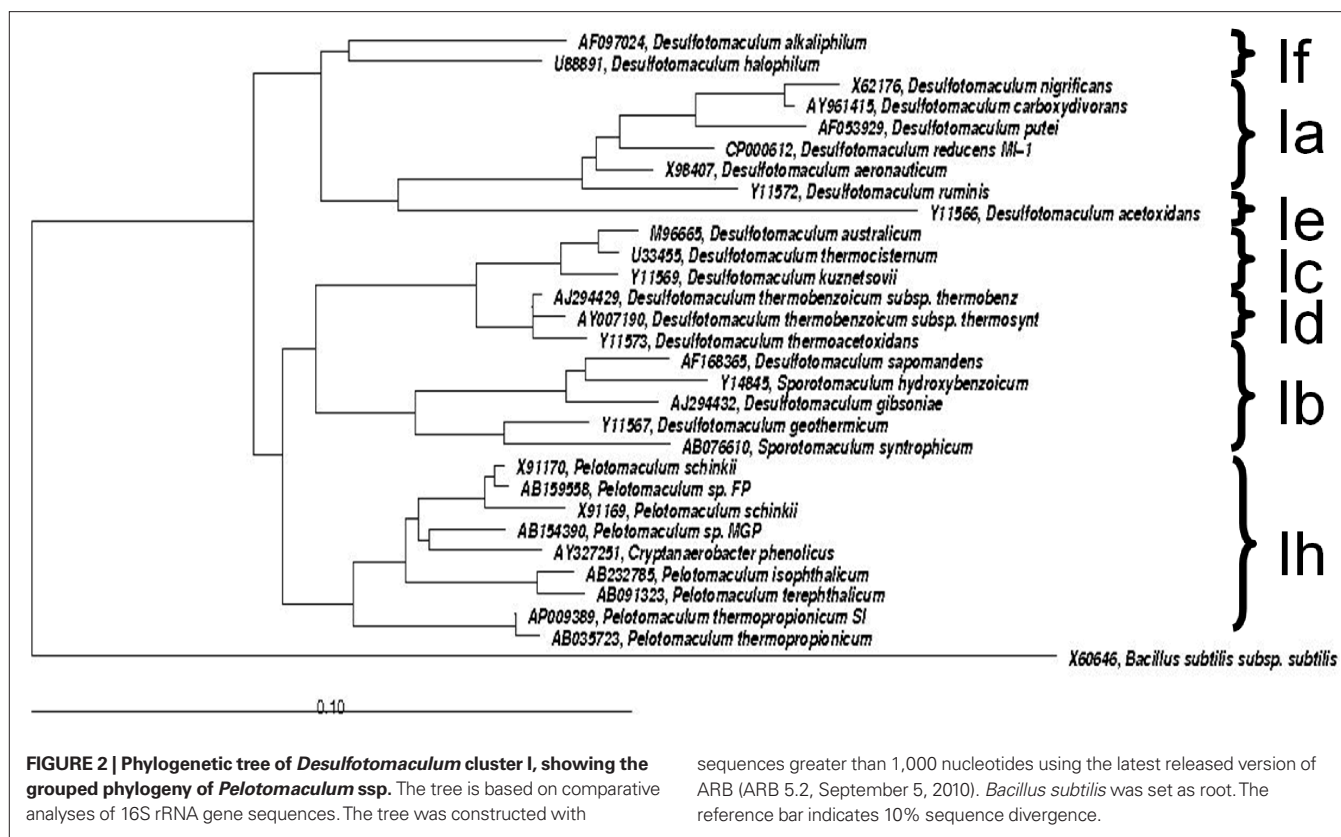 AF097024, Desulfotomaculum alkaliphilum
U88891, Desulfotomaculum halophilum
If
X62176, Desulfotomaculum nigrificans
AY961415, Desulfotomaculum carboxydivorans
AF053929, Desulfotomaculum putei
CP000612, Desulfotomaculum reducens MI-1
X98407, Desulfotomaculum aeronauticum
Y11572, Desulfotomaculum ruminis
Ia
Y11566, Desulfotomaculum acetoxidans
Ie
M96665, Desulfotomaculum australicum
U33455, Desulfotomaculum thermocisternum
Y11569, Desulfotomaculum kuznetsovii
Ic
AJ294429, Desulfotomaculum thermobenzoicum subsp. thermobenz
AY007190, Desulfotomaculum thermobenzoicum subsp. thermosynt
Y11573, Desulfotomaculum thermoacetoxidans
Id
AF168365, Desulfotomaculum sapomandens
Y14845, Sporotomaculum hydroxybenzoicum
AJ294432, Desulfotomaculum gibsoniae
Y11567, Desulfotomaculum geothermicum
AB076610, Sporotomaculum syntrophicum
Ib
X91170, Pelotomaculum schinkii
AB159558, Pelotomaculum sp. FP
X91169, Pelotomaculum schinkii
AB154390, Pelotomaculum sp. MGP
AY327251, Cryptanaerobacter phenolicus
AB232785, Pelotomaculum isophthalicum
AB091323, Pelotomaculum terephthalicum
AP009389, Pelotomaculum thermopropionicum SI
AB035723, Pelotomaculum thermopropionicum
Ih
X60646, Bacillus subtilis subsp. subtilis
0.10
FIGURE 2 | Phylogenetic tree of Desulfotomaculum cluster I, showing the
grouped phylogeny of Pelotomaculum ssp. The tree is based on comparative
analyses of 16S rRNA gene sequences. The tree was constructed with
sequences greater than 1,000 nucleotides using the latest released version of
ARB (ARB 5.2, September 5, 2010). Bacillus subtilis was set as root. The
reference bar indicates 10% sequence divergence.